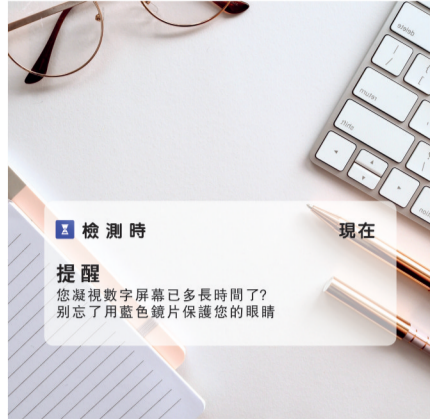 檢測時
現在
提醒
您凝視數字屏幕已多長時間了?
別忘了用藍色鏡片保護您的眼睛